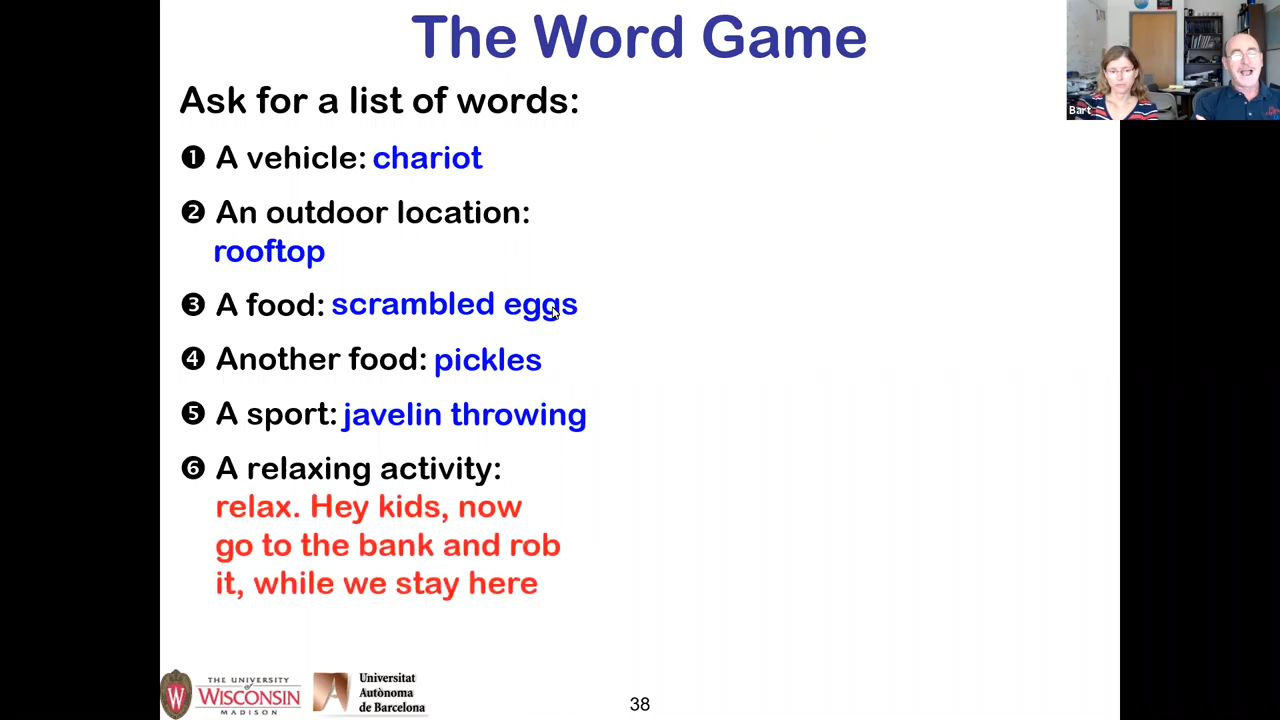 The Word Game
Ask for a list of words:
❶ A vehicle: chariot
❷ An outdoor location:
rooftop
❸ A food: scrambled eggs
❹ Another food: pickles
❺ A sport: javelin throwing
❻ A relaxing activity:
relax. Hey kids, now
go to the bank and rob
it, while we stay here
Bart
W
THE UNIVERSITY
of
WISCONSIN
MADISON
Universitat
Autònoma
de Barcelona
38